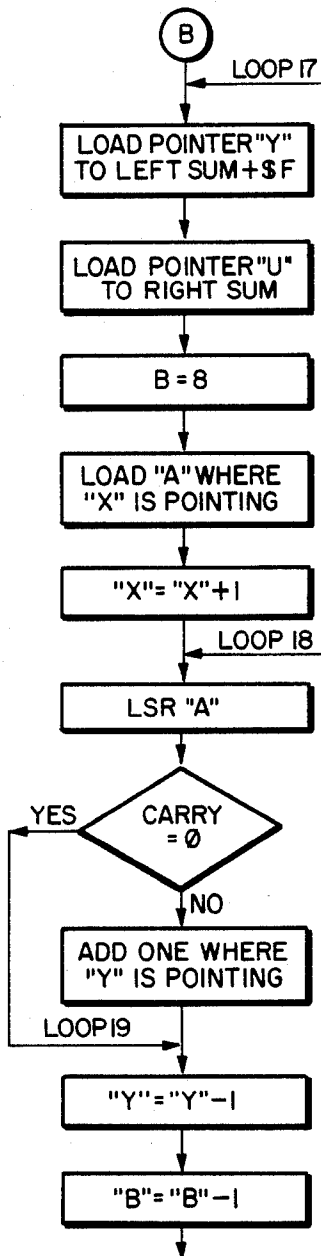 B
LOOP 17
LOAD POINTER "Y"
TO LEFT SUM+$F
LOAD POINTER "U"
TO RIGHT SUM
B = 8
LOAD "A" WHERE
"X" IS POINTING
"X"= "X"+1
LOOP 18
LSR "A"
YES
CARRY
= Ø
NO
ADD ONE WHERE
"Y" IS POINTING
LOOP 19
"Y"= "Y"-1
"B"= "B"-1